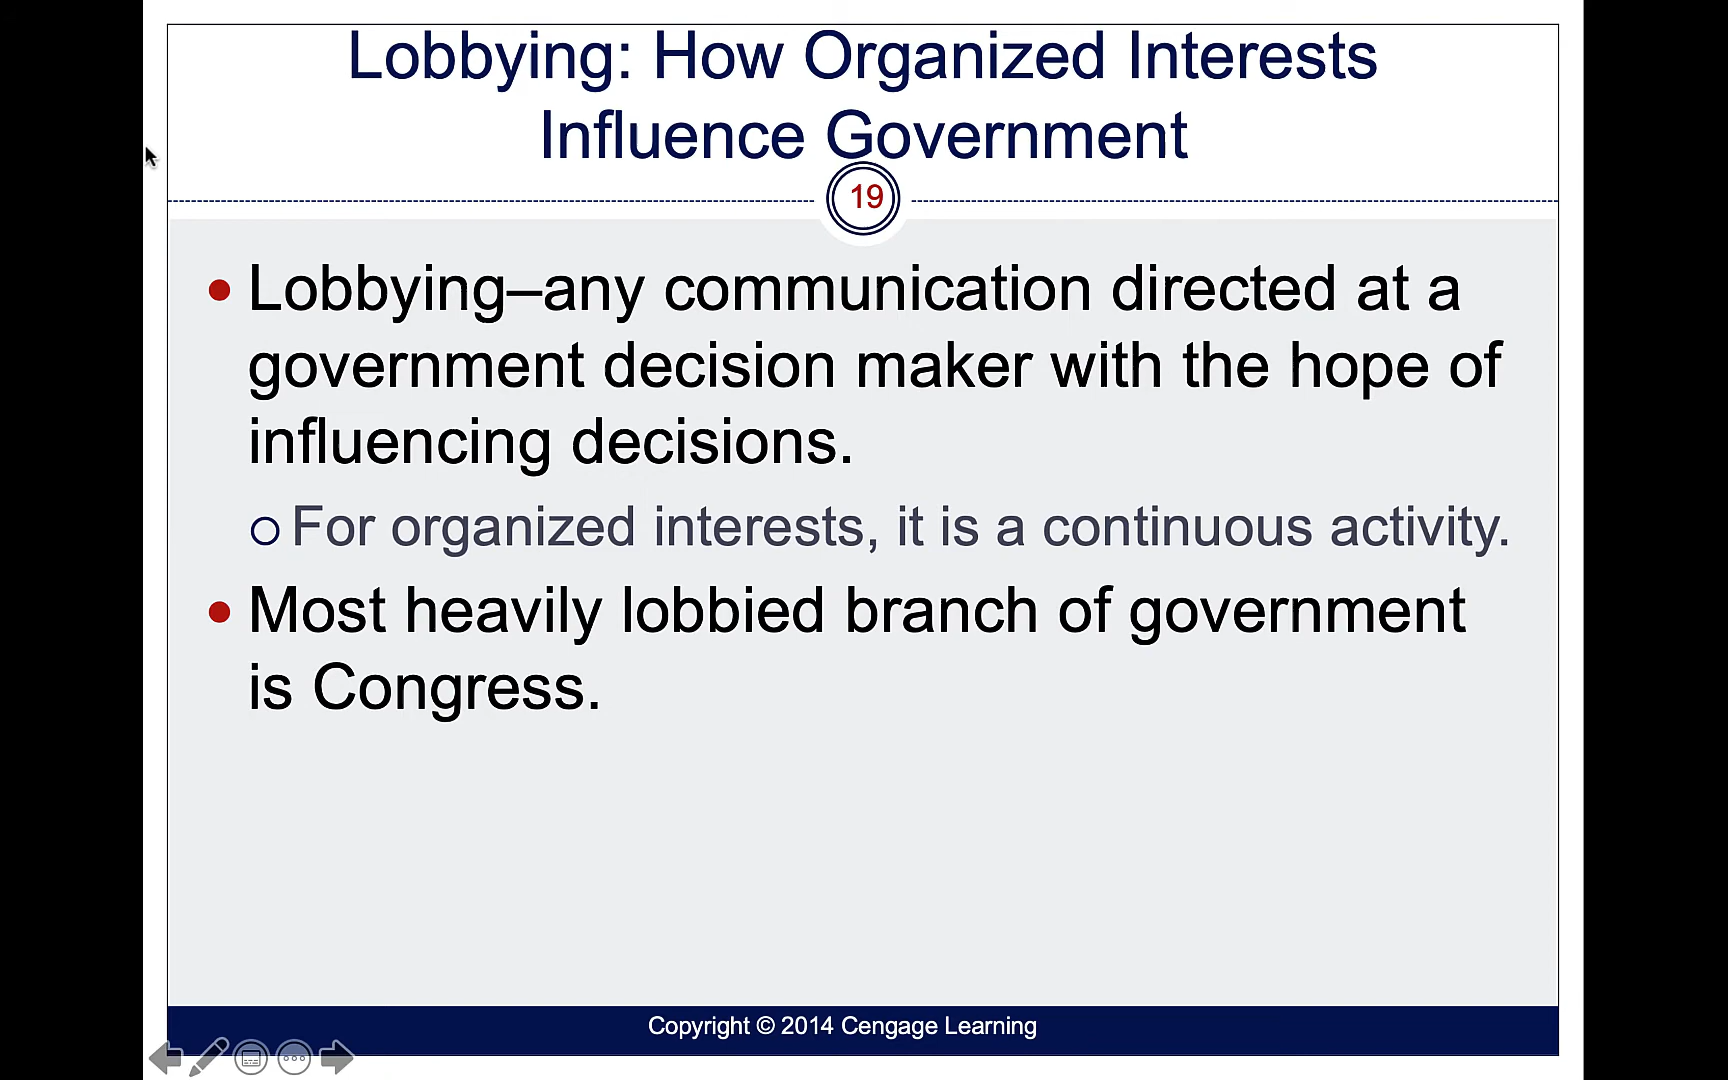 Lobbying: How Organized Interests
Influence Government
19
• Lobbying–any communication directed at a
government decision maker with the hope of
influencing decisions.
○ For organized interests, it is a continuous activity.
• Most heavily lobbied branch of government
is Congress.
Copyright © 2014 Cengage Learning